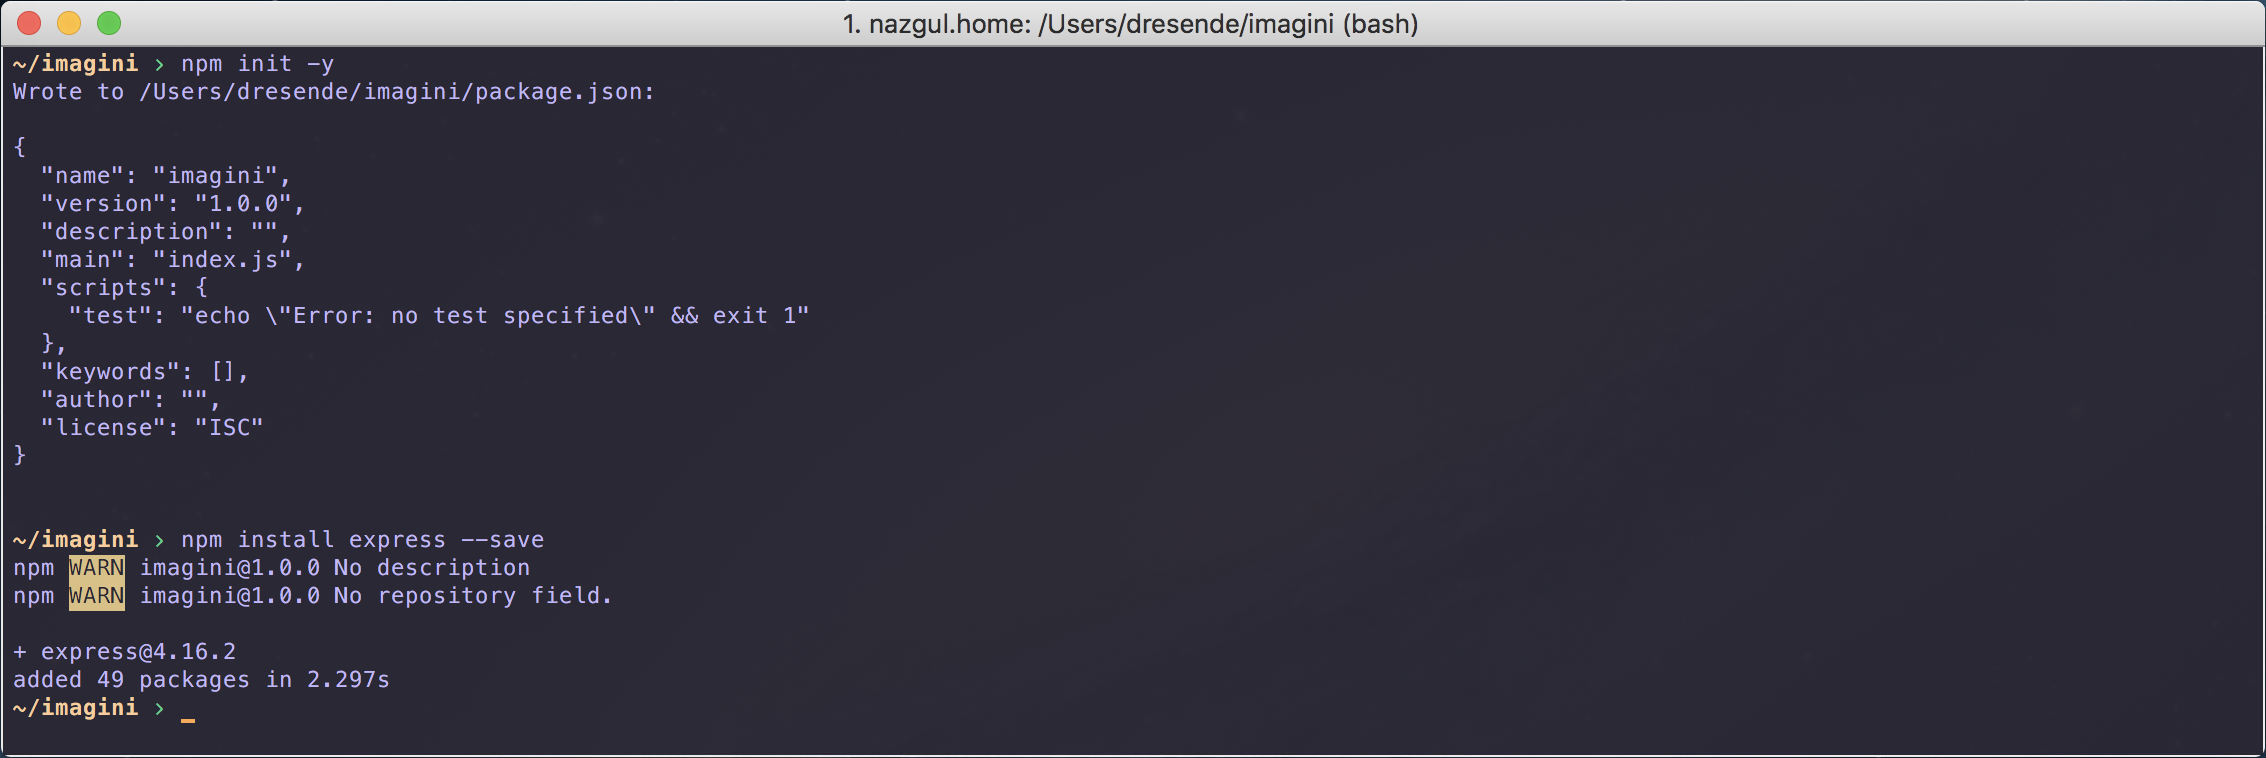 1. nazgul.home: /Users/dresende/imagini (bash)
~/imagini › npm init -y
Wrote to /Users/dresende/imagini/package.json:
{
  "name": "imagini",
  "version": "1.0.0",
  "description": "",
  "main": "index.js",
  "scripts": {
    "test": "echo \"Error: no test specified\" && exit 1"
  },
  "keywords": [],
  "author": "",
  "license": "ISC"
}
~/imagini › npm install express --save
npm WARN imagini@1.0.0 No description
npm WARN imagini@1.0.0 No repository field.
+ express@4.16.2
added 49 packages in 2.297s
~/imagini › _